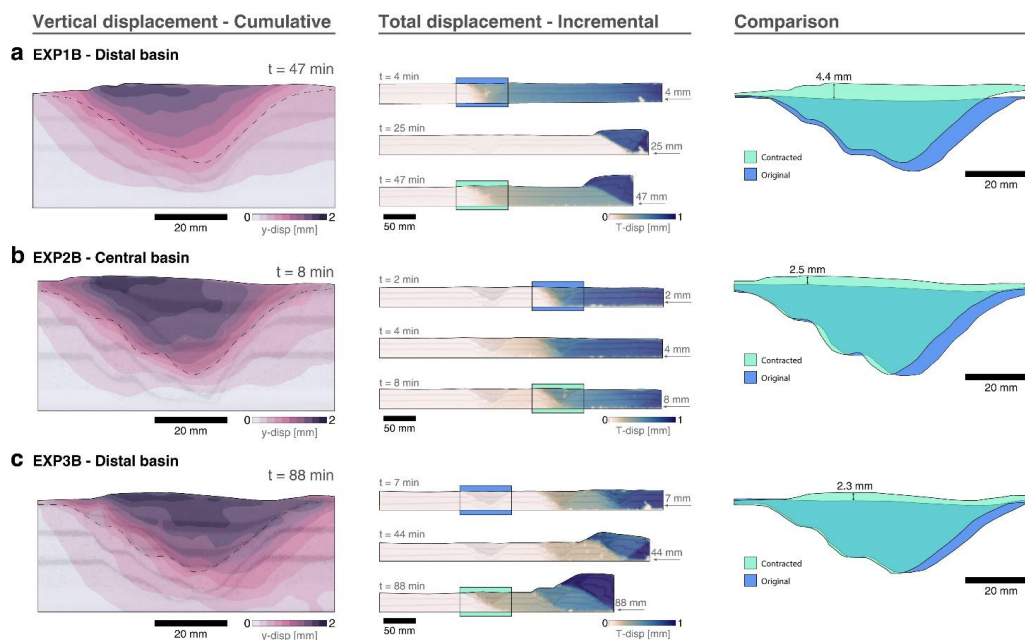 Vertical displacement - Cumulative
Total displacement - Incremental
Comparison
a EXP1B - Distal basin
t = 47 min
20 mm
0 2
y-disp [mm]
t = 4 min
4 mm
t = 25 min
25 mm
t = 47 min
47 mm
50 mm
0 1
T-disp [mm]
4.4 mm
Contracted
Original
20 mm
b EXP2B - Central basin
t = 8 min
20 mm
0 2
y-disp [mm]
t = 2 min
2 mm
t = 4 min
4 mm
t = 8 min
8 mm
50 mm
0 1
T-disp [mm]
2.5 mm
Contracted
Original
20 mm
c EXP3B - Distal basin
t = 88 min
20 mm
0 2
y-disp [mm]
t = 7 min
7 mm
t = 44 min
44 mm
t = 88 min
88 mm
50 mm
0 1
T-disp [mm]
2.3 mm
Contracted
Original
20 mm